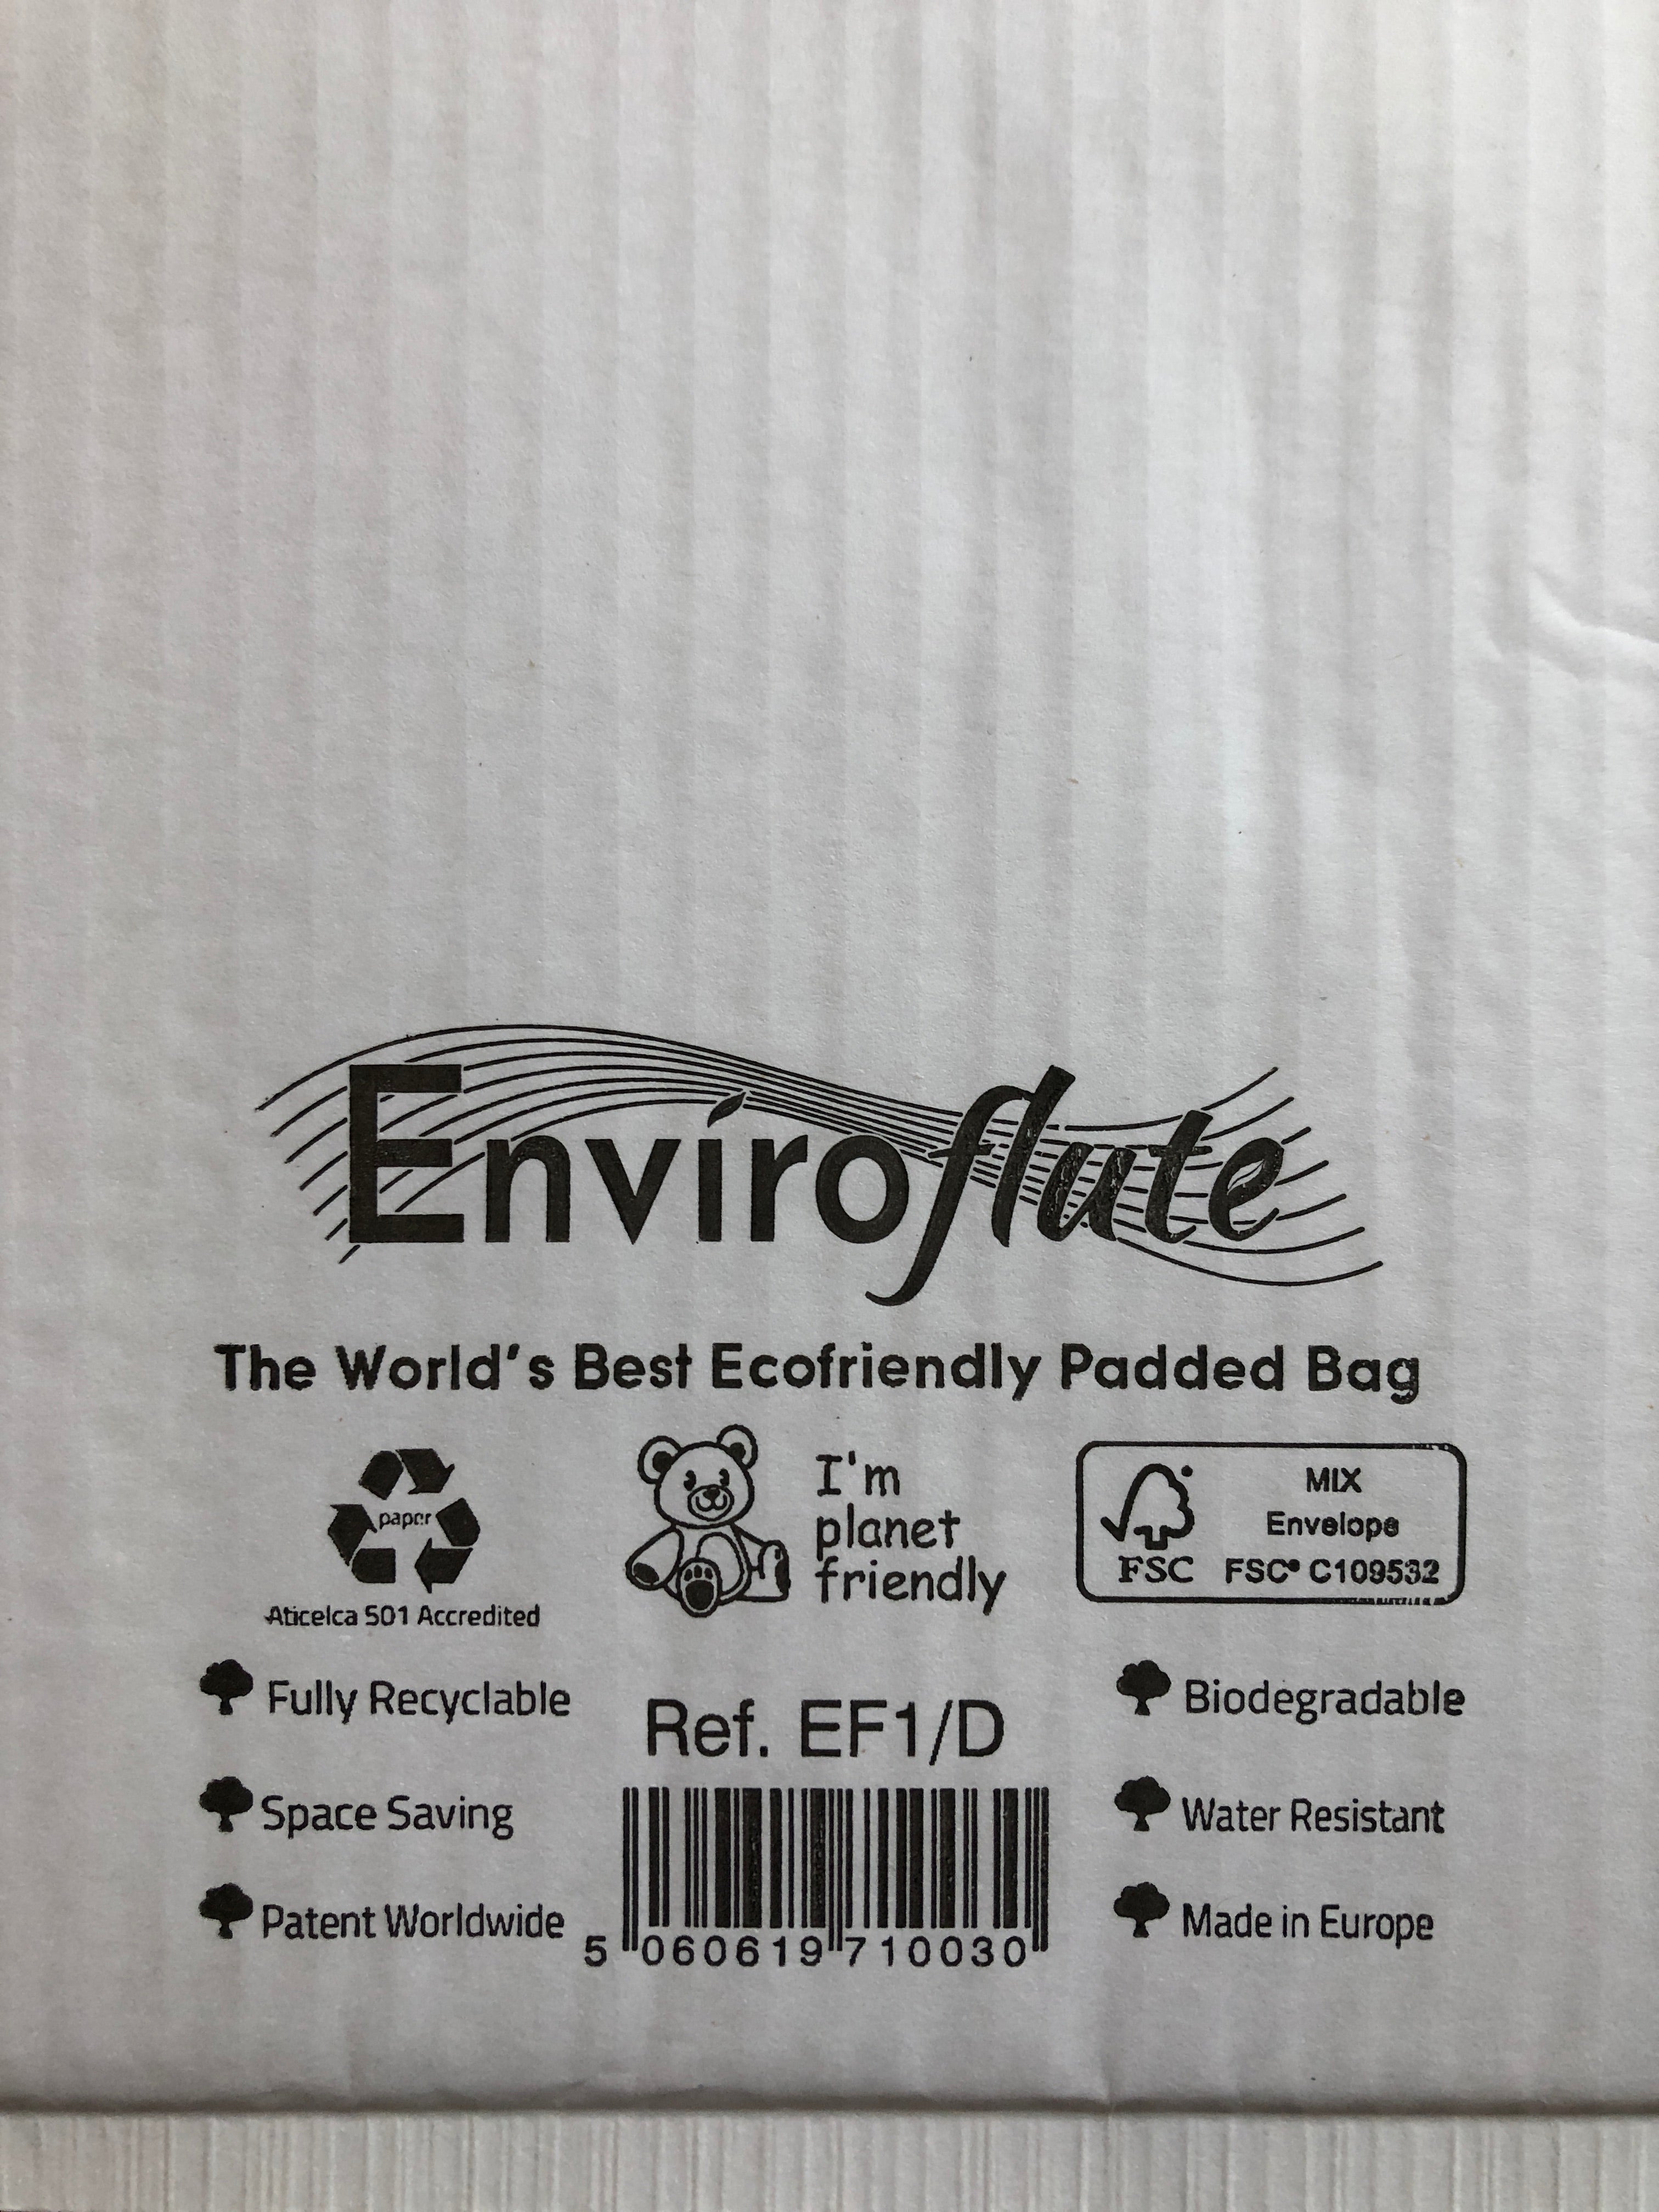 Enviroflute
The World's Best Ecofriendly Padded Bag
paper
Aticelca 501 Accredited
I'm
planet
friendly
FSC
MIX
Envelope
FSC® C109532
Fully Recyclable
Space Saving
Patent Worldwide
Ref. EF1/D
5 060619 710030
Biodegradable
Water Resistant
Made in Europe